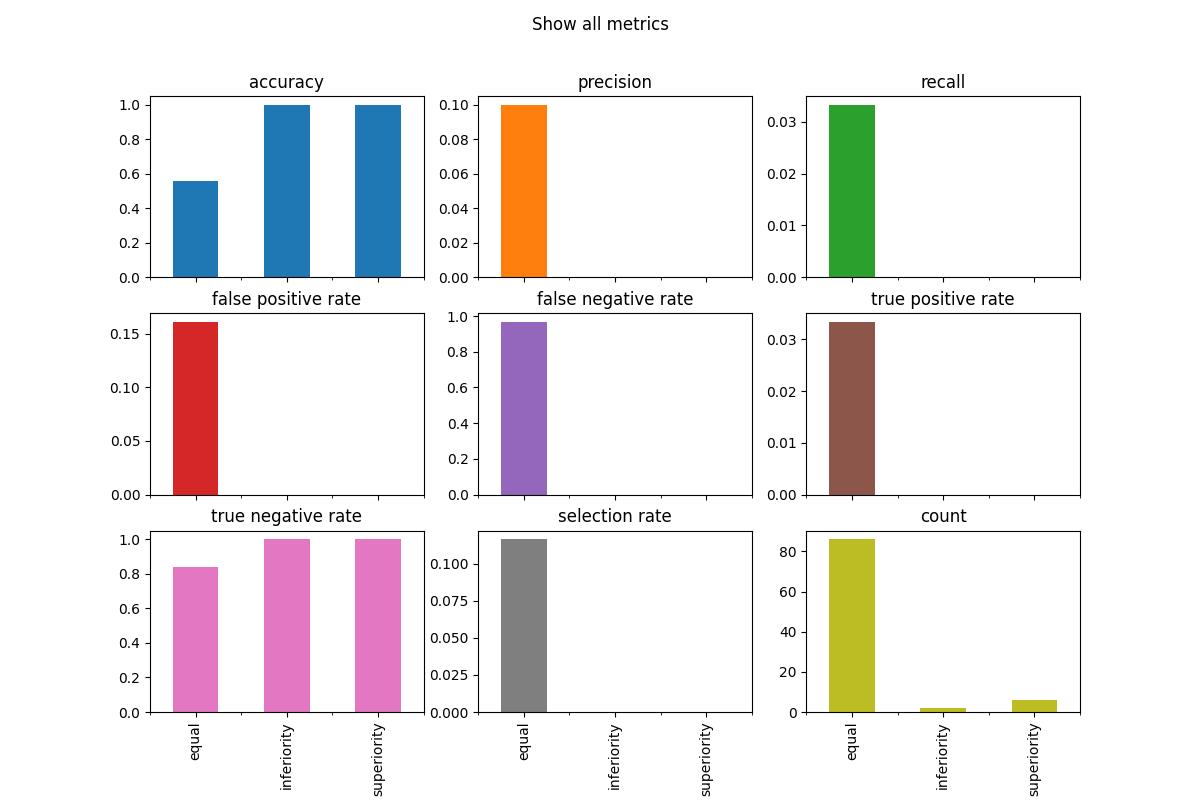 Show all metrics
accuracy
1.0
0.8
0.6
0.4
0.2
0.0
precision
0.10
0.08
0.06
0.04
0.02
0.00
recall
0.03
0.02
0.01
0.00
false positive rate
0.15
0.10
0.05
0.00
false negative rate
1.0
0.8
0.6
0.4
0.2
0.0
true positive rate
0.03
0.02
0.01
0.00
true negative rate
1.0
0.8
0.6
0.4
0.2
0.0
equal
inferiority
superiority
selection rate
0.100
0.075
0.050
0.025
0.000
equal
inferiority
superiority
count
80
60
40
20
0
equal
inferiority
superiority